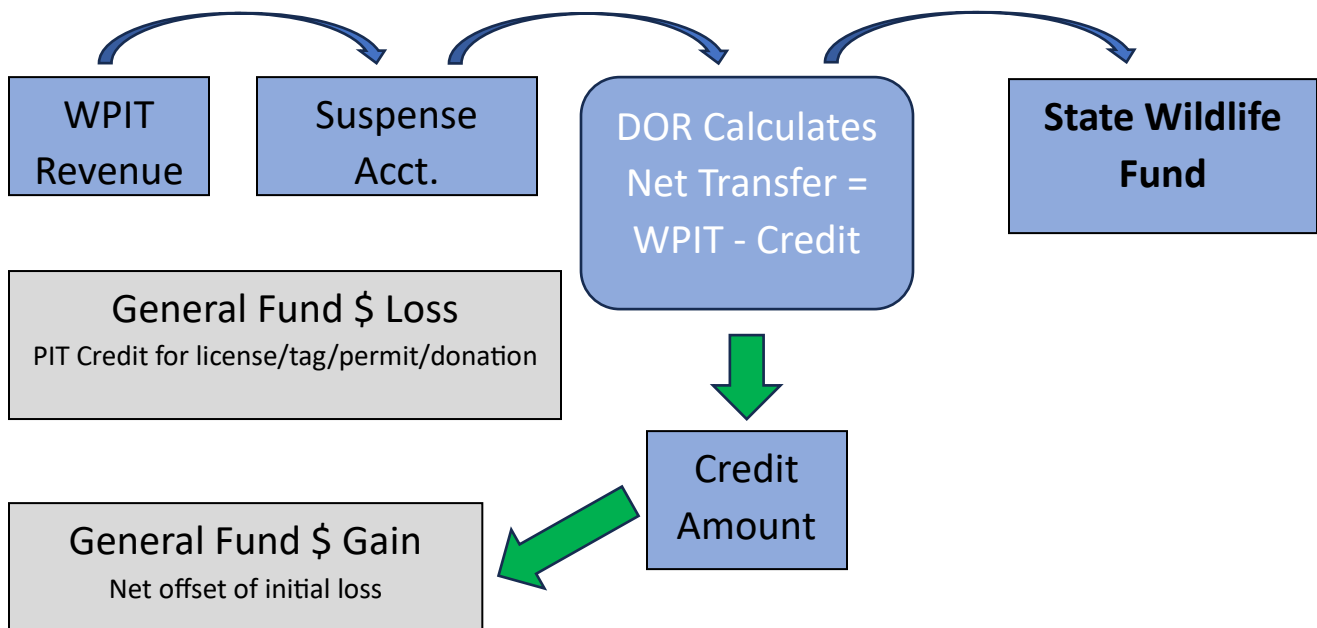 WPIT
Revenue
Suspense
Acct.
DOR Calculates
Net Transfer =
WPIT - Credit
State Wildlife
Fund
General Fund $ Loss
PIT Credit for license/tag/permit/donation
Credit
Amount
General Fund $ Gain
Net offset of initial loss